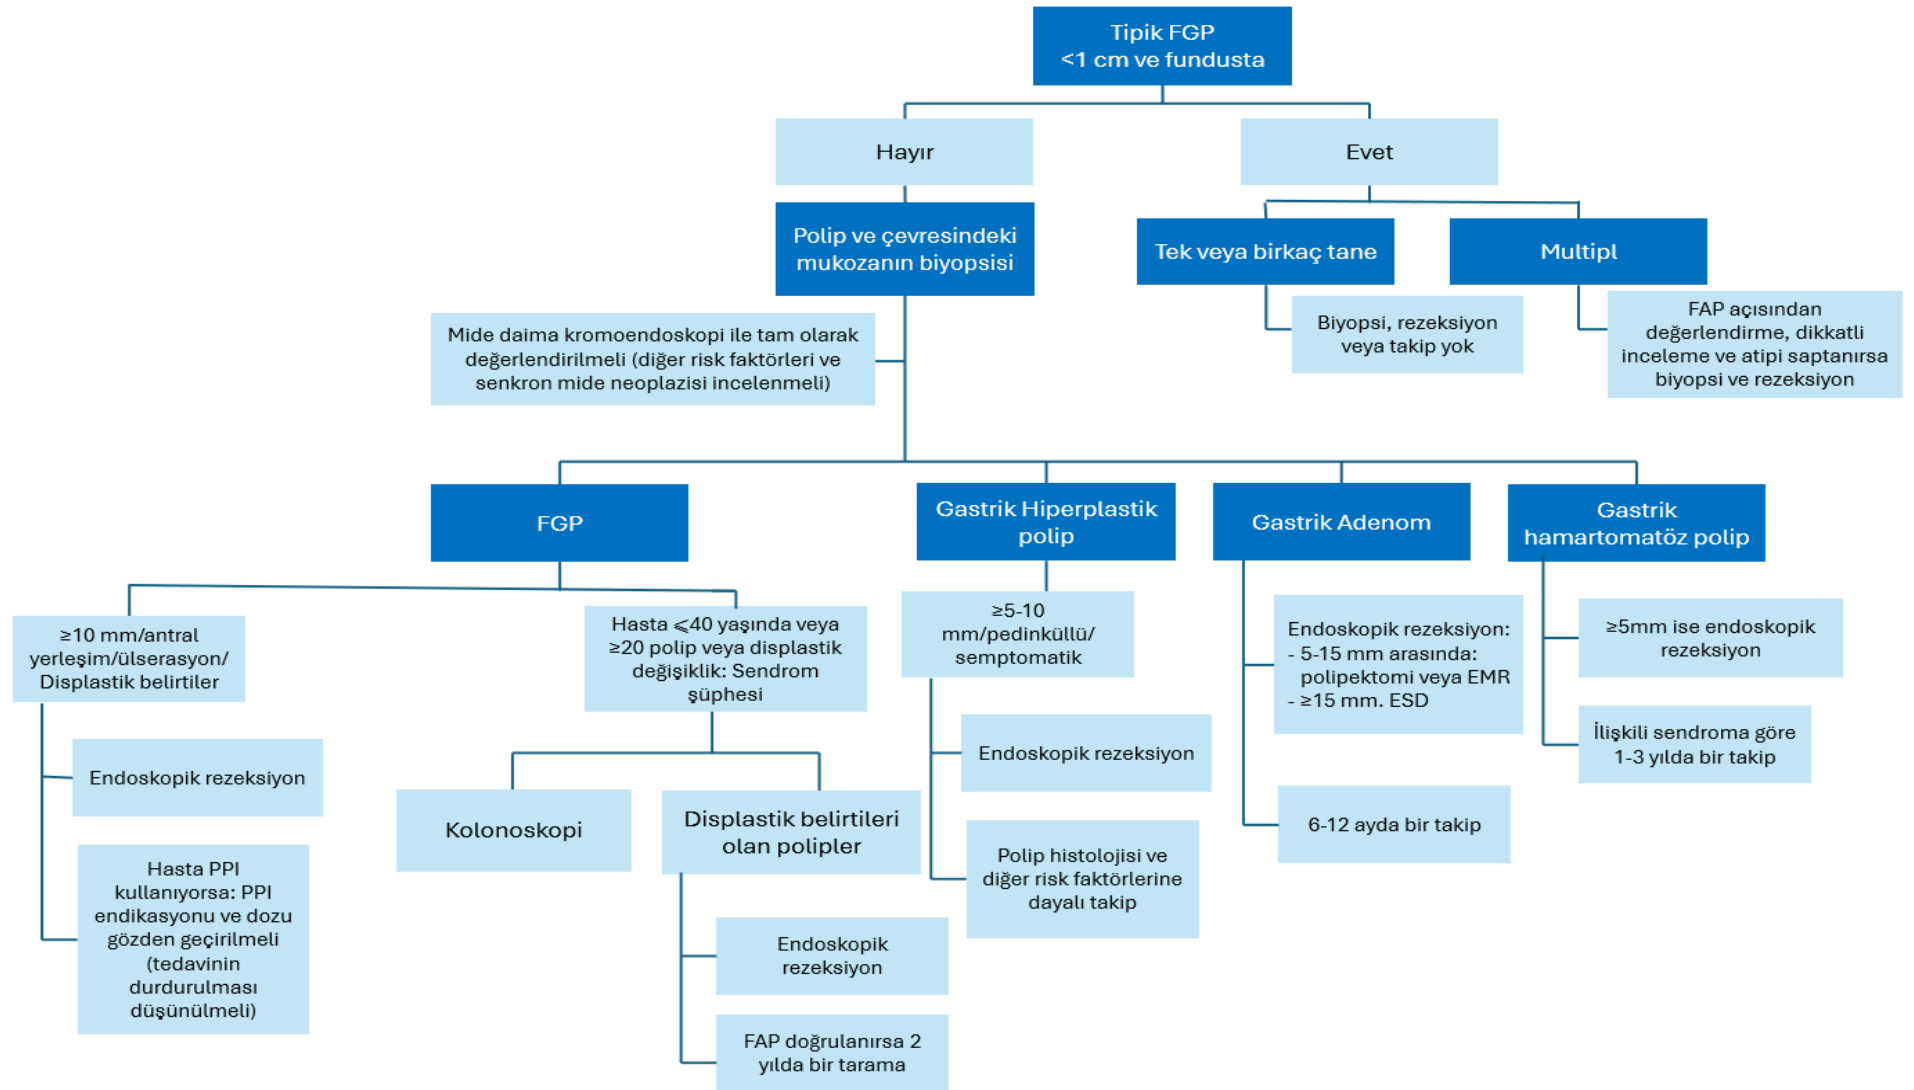 Tipik FGP
<1 cm ve fundusta
Hayır
Evet
Polip ve çevresindeki
mukozanın biyopsisi
Tek veya birkaç tane
Multipl
Mide daima kromoendoskopi ile tam olarak
değerlendirilmeli (diğer risk faktörleri ve
senkron mide neoplazisi incelenmeli)
Biyopsi, rezeksiyon
veya takip yok
FAP açısından
değerlendirme, dikkatli
inceleme ve atipi saptanırsa
biyopsi ve rezeksiyon
FGP
Gastrik Hiperplastik
polip
Gastrik Adenom
Gastrik
hamartomatöz polip
≥10 mm/antral
yerleşim/ülserasyon/
Displastik belirtiler
Hasta ⩽40 yaşında veya
≥20 polip veya displastik
değişiklik: Sendrom
şüphesi
≥5-10
mm/pedinküllü/
semptomatik
Endoskopik rezeksiyon:
- 5-15 mm arasında:
polipektomi veya EMR
- ≥15 mm. ESD
≥5mm ise endoskopik
rezeksiyon
Endoskopik rezeksiyon
Kolonoskopi
Displastik belirtileri
olan polipler
Endoskopik rezeksiyon
6-12 ayda bir takip
İlişkili sendroma göre
1-3 yılda bir takip
Hasta PPI
kullanıyorsa: PPI
endikasyonu ve dozu
gözden geçirilmeli
(tedavinin
durdurulması
düşünülmeli)
Endoskopik
rezeksiyon
FAP doğrulanırsa 2
yılda bir tarama
Polip histolojisi ve
diğer risk faktörlerine
dayalı takip